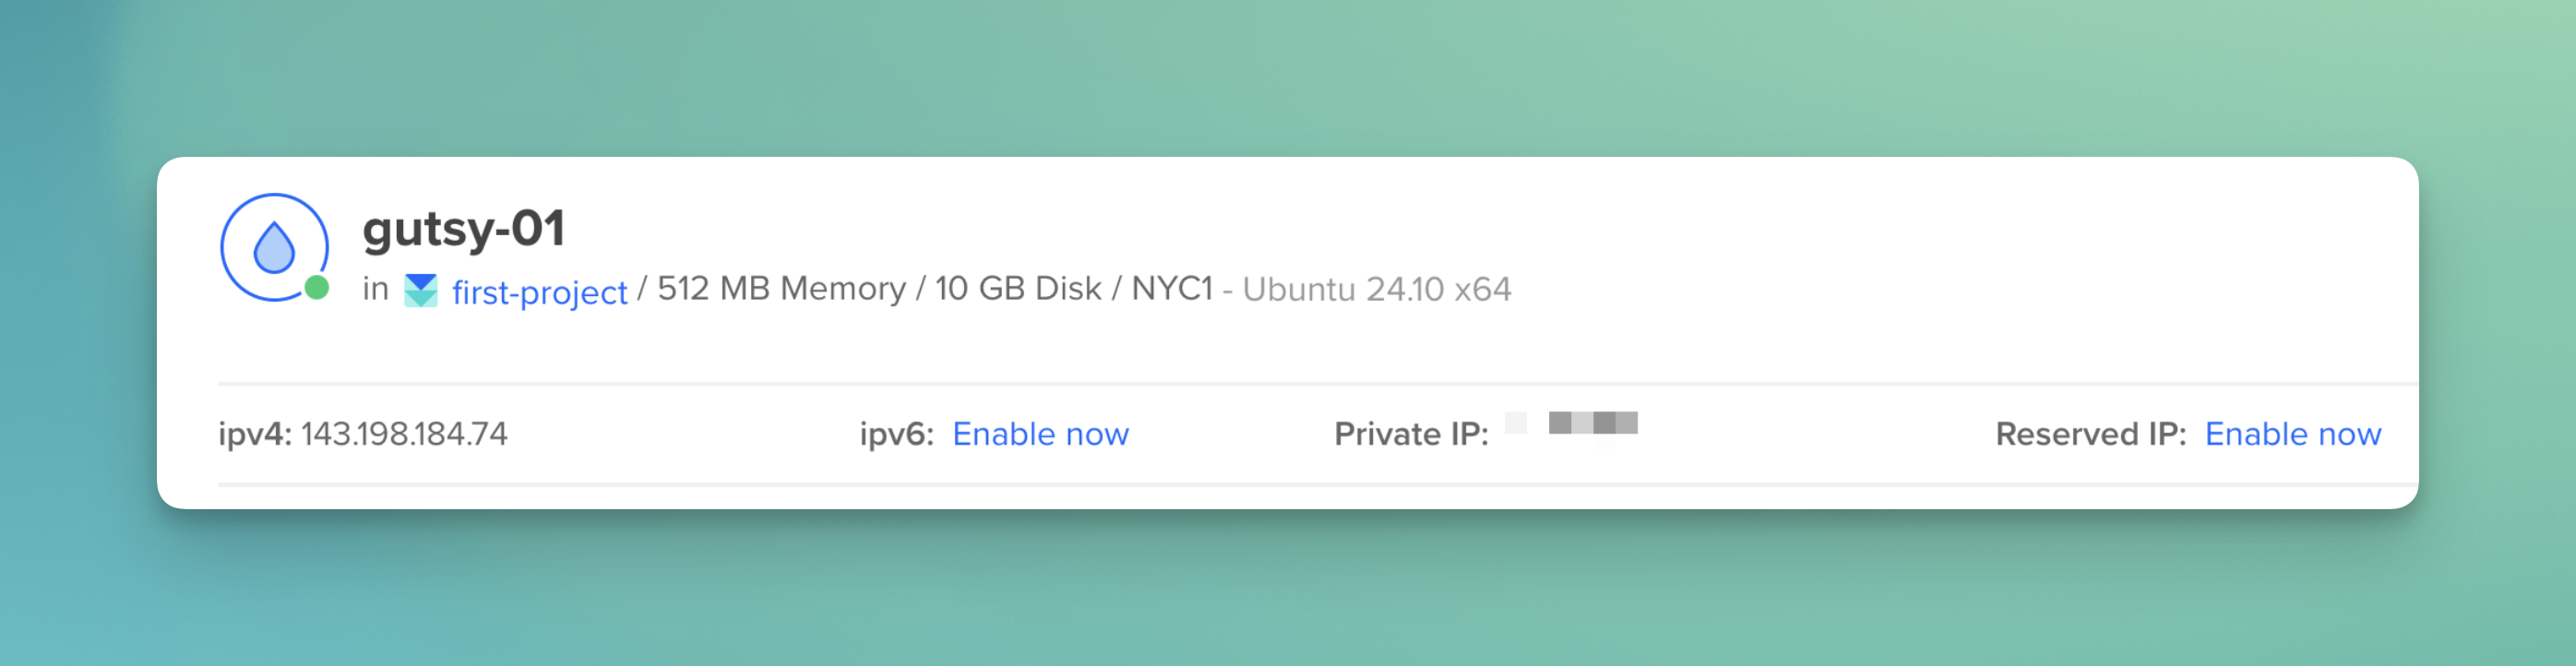 gutsy-01
in first-project / 512 MB Memory / 10 GB Disk / NYC1 - Ubuntu 24.10 x64
ipv4: 143.198.184.74 ipv6: Enable now Private IP: Reserved IP: Enable now